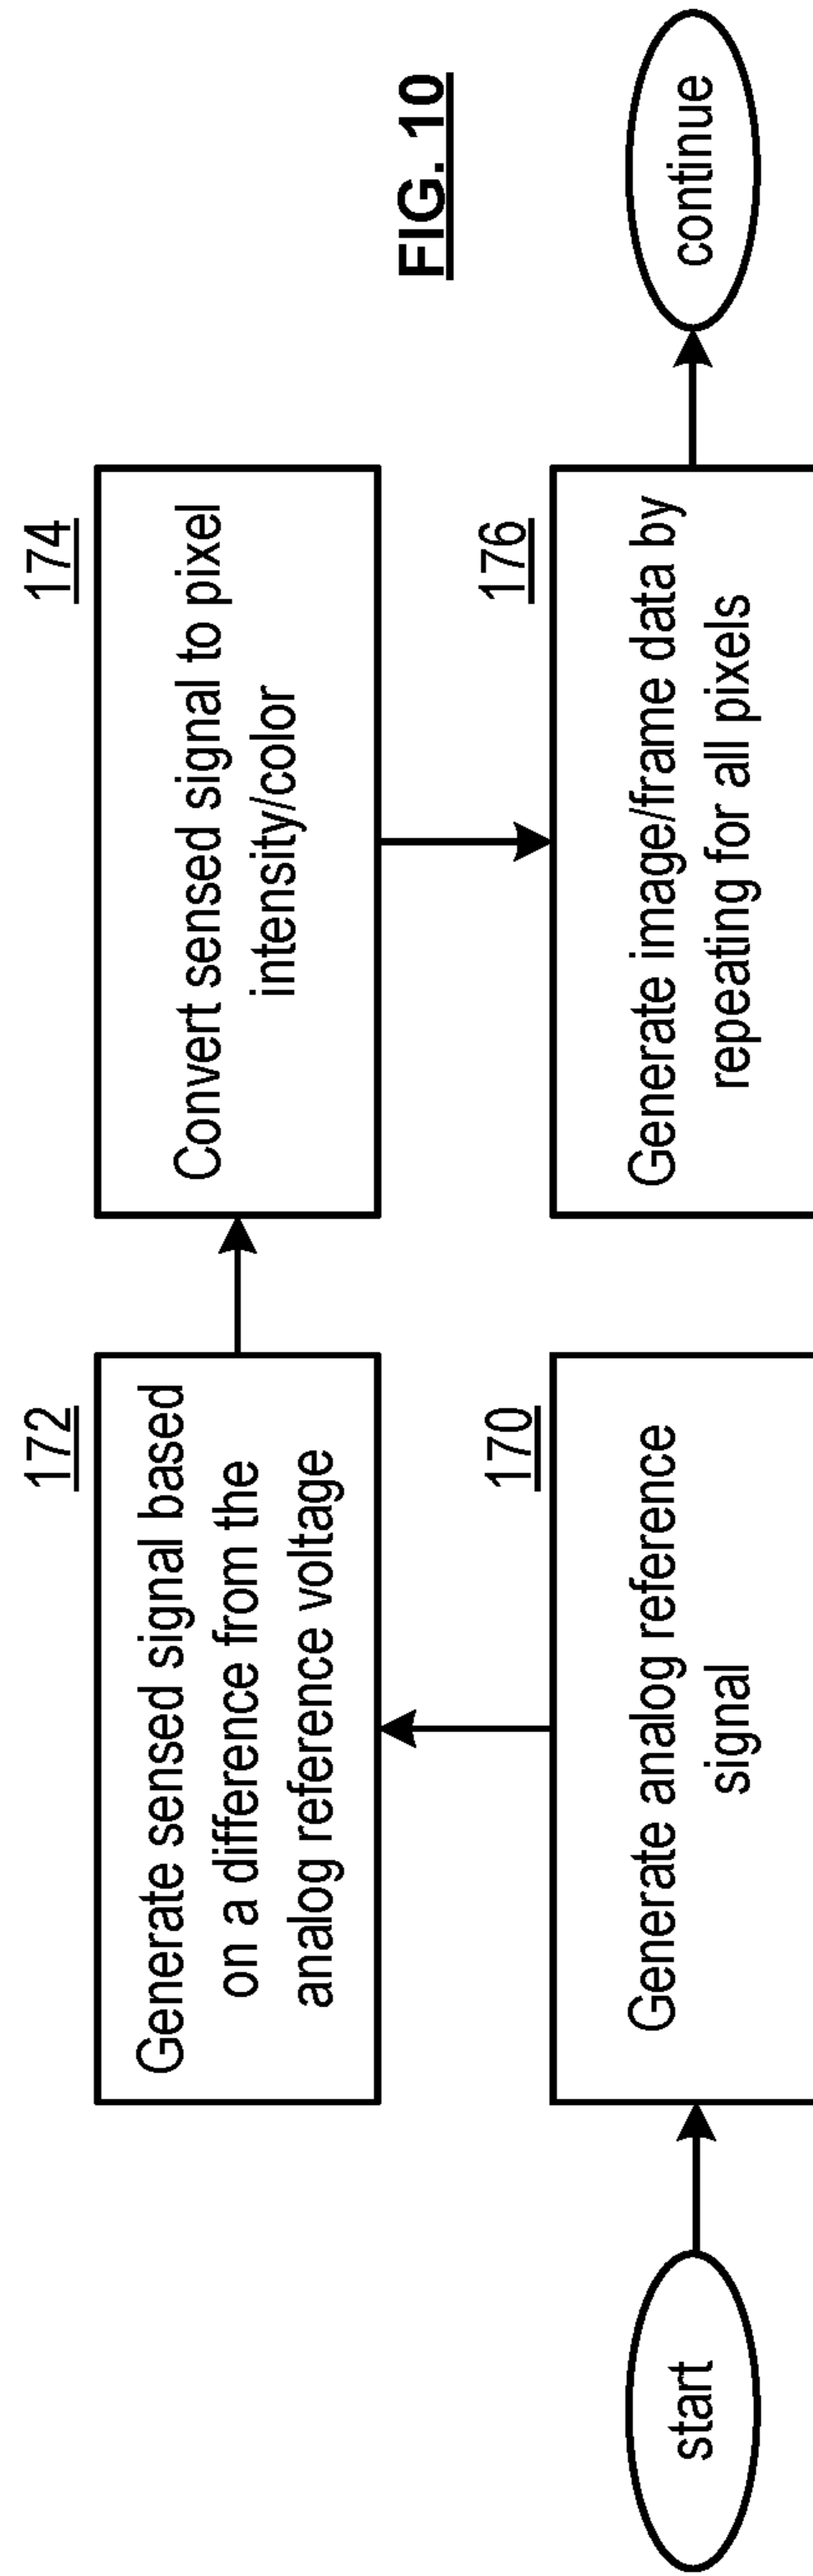 172
Generate sensed signal based
on a difference from the
analog reference voltage
174
Convert sensed signal to pixel
intensity/color
FIG. 10
start
170
Generate analog reference
signal
176
Generate image/frame data by
repeating for all pixels
continue